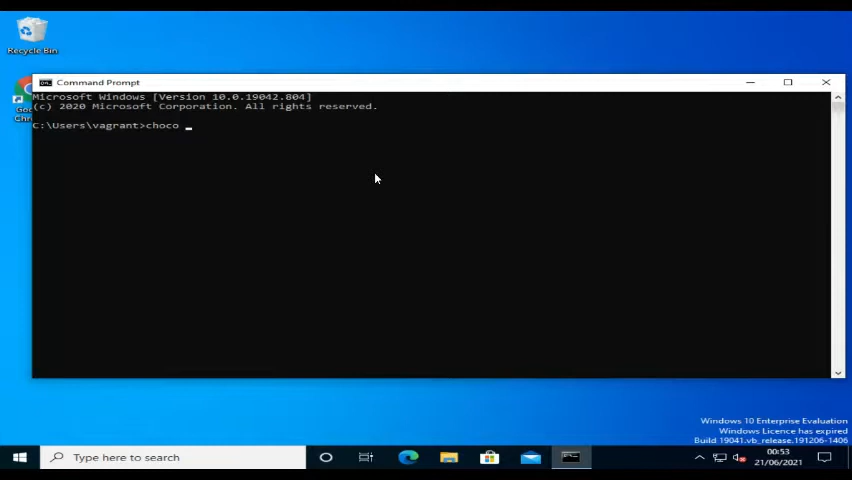 Recycle Bin
Command Prompt
Microsoft Windows [Version 10.0.19042.804]
(c) 2020 Microsoft Corporation. All rights reserved.
C:\Users\vagrant>choco _
Windows 10 Enterprise Evaluation
Windows Licence has expired
Build 19041.vb_release.191206-1406
Type here to search
00:53
21/06/2021